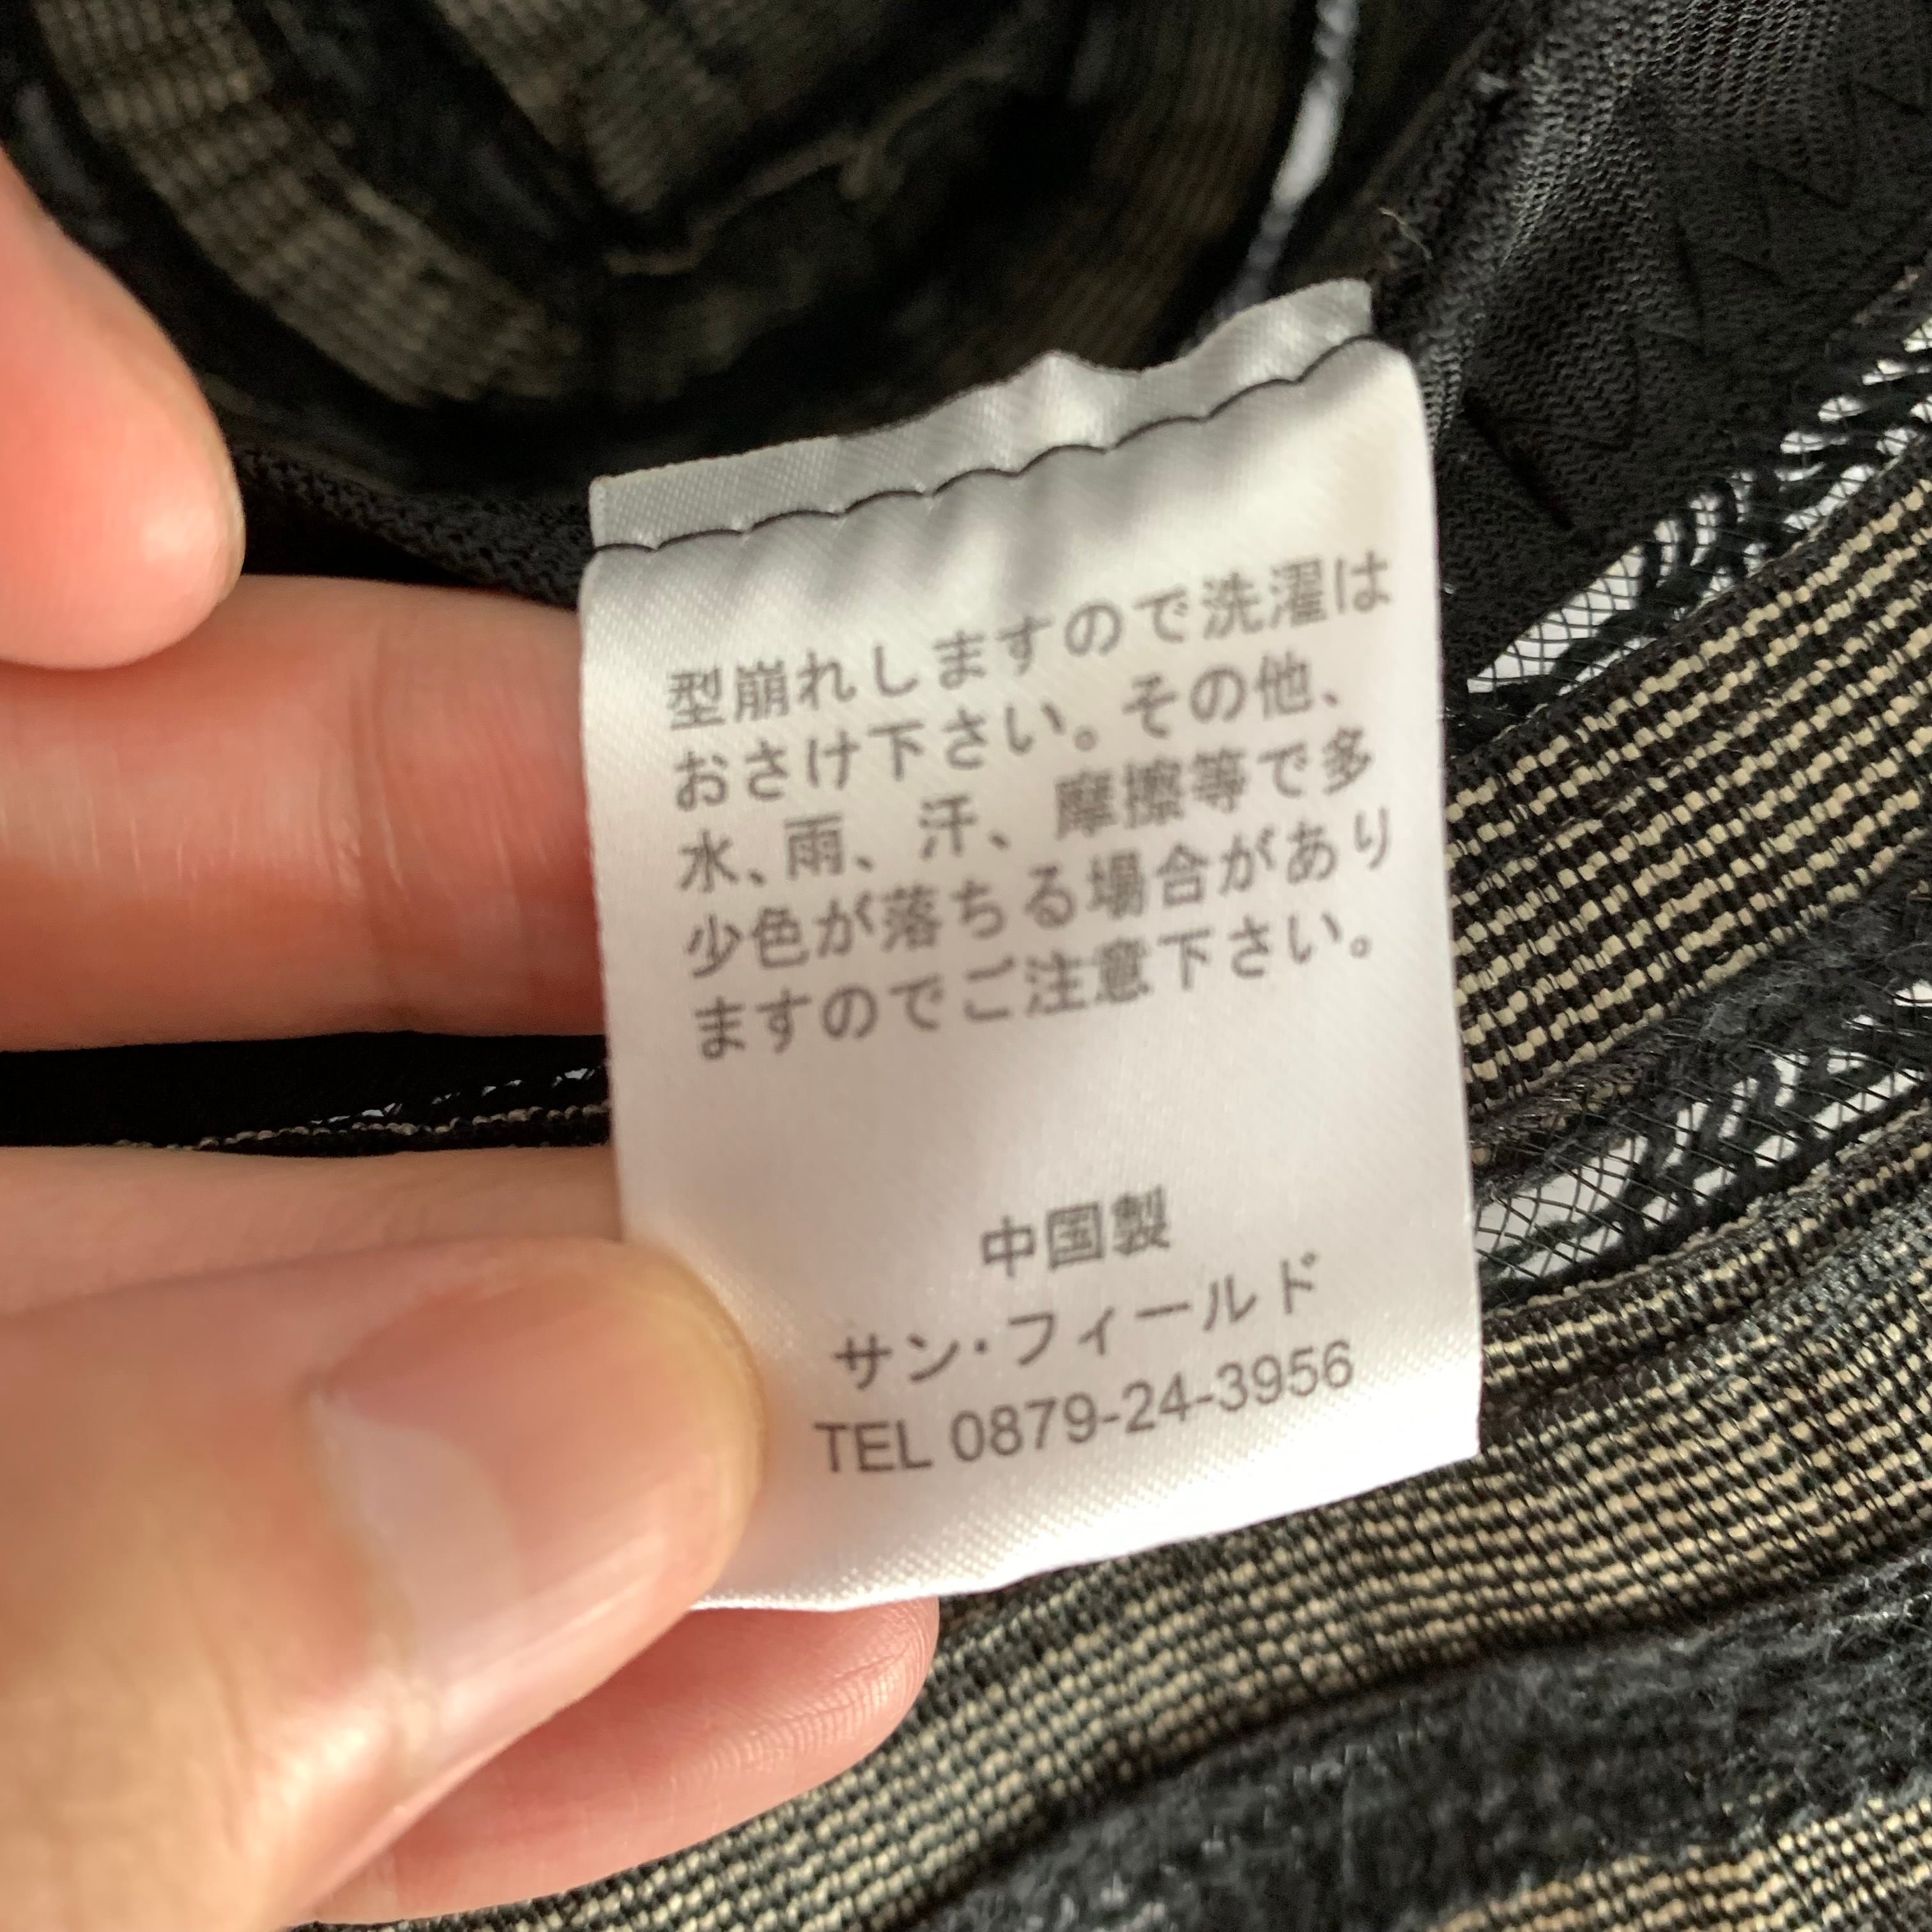 型崩れしますので洗濯は
おさけ下さい。その他、
水、雨、汗、摩擦等で多
少色が落ちる場合があり
ますのでご注意下さい。
中国製
サン・フィールド
TEL 0879-24-3956